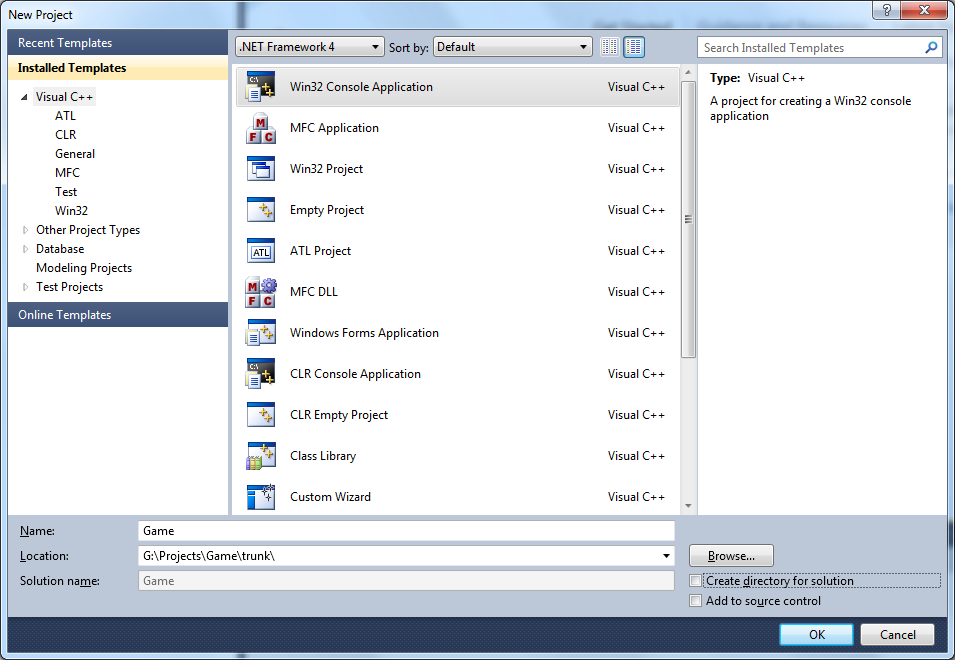 New Project
Recent Templates
Installed Templates
Visual C++
ATL
CLR
General
MFC
Test
Win32
Other Project Types
Database
Modeling Projects
Test Projects
Online Templates
.NET Framework 4 Sort by: Default
Win32 Console Application Visual C++
MFC Application Visual C++
Win32 Project Visual C++
Empty Project Visual C++
ATL Project Visual C++
MFC DLL Visual C++
Windows Forms Application Visual C++
CLR Console Application Visual C++
CLR Empty Project Visual C++
Class Library Visual C++
Custom Wizard Visual C++
Search Installed Templates
Type: Visual C++
A project for creating a Win32 console
application
Name: Game
Location: G:\Projects\Game\trunk\ Browse...
Solution name: Game
Create directory for solution
Add to source control
OK Cancel